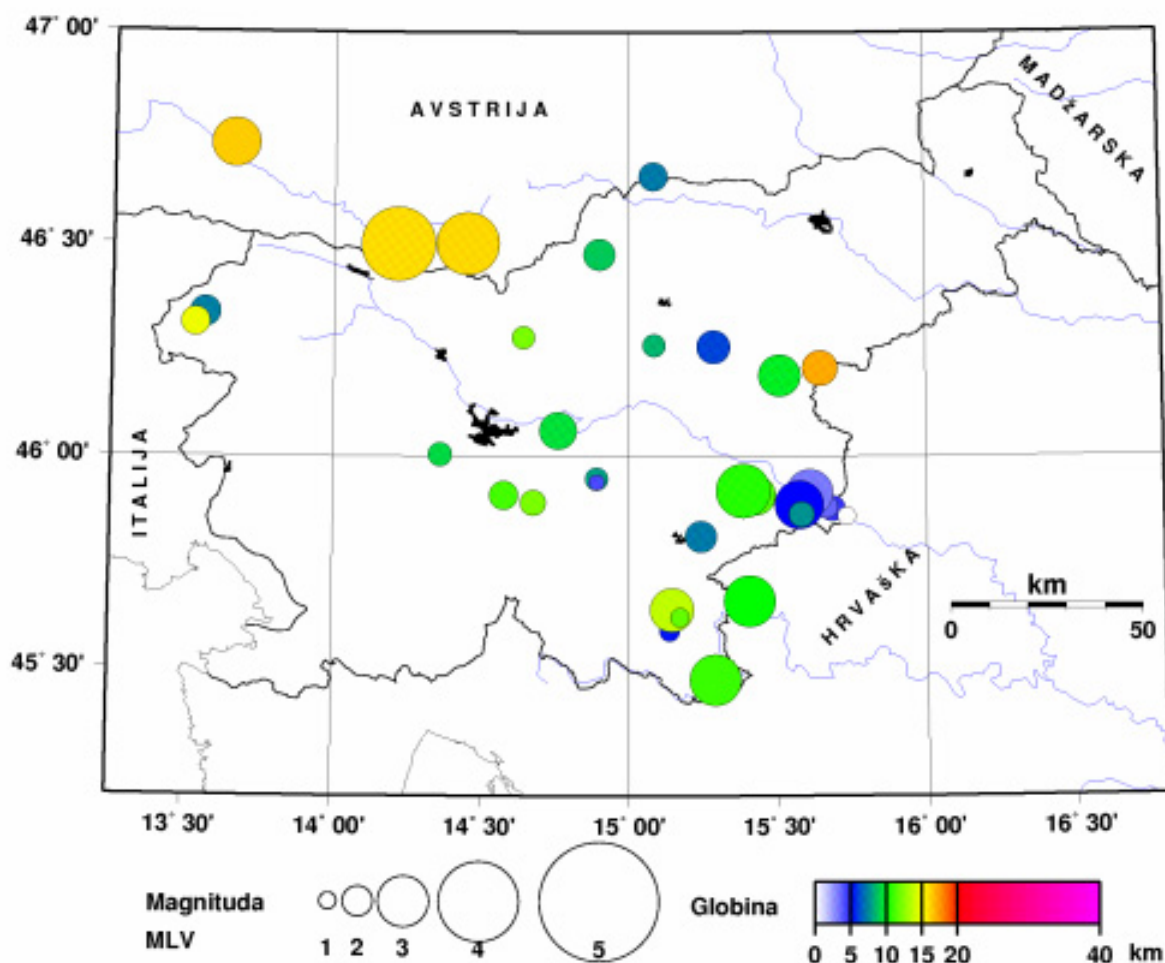 47° 00'
AVSTRIJA
MADžARSKA
46° 30'
46° 00'
ITALIJA
HRVAšKA
km
0 50
45° 30'
13° 30' 14° 00' 14° 30' 15° 00' 15° 30' 16° 00' 16° 30'
Magnituda
MLV
1 2 3 4 5
Globina
0 5 10 15 20 40 km